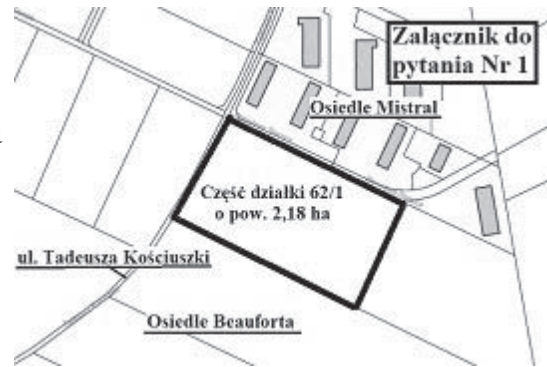 Załącznik do
pytania Nr 1
Osiedle Mistral
Część działki 62/1
o pow. 2,18 ha
ul. Tadeusza Kościuszki
Osiedle Beauforta